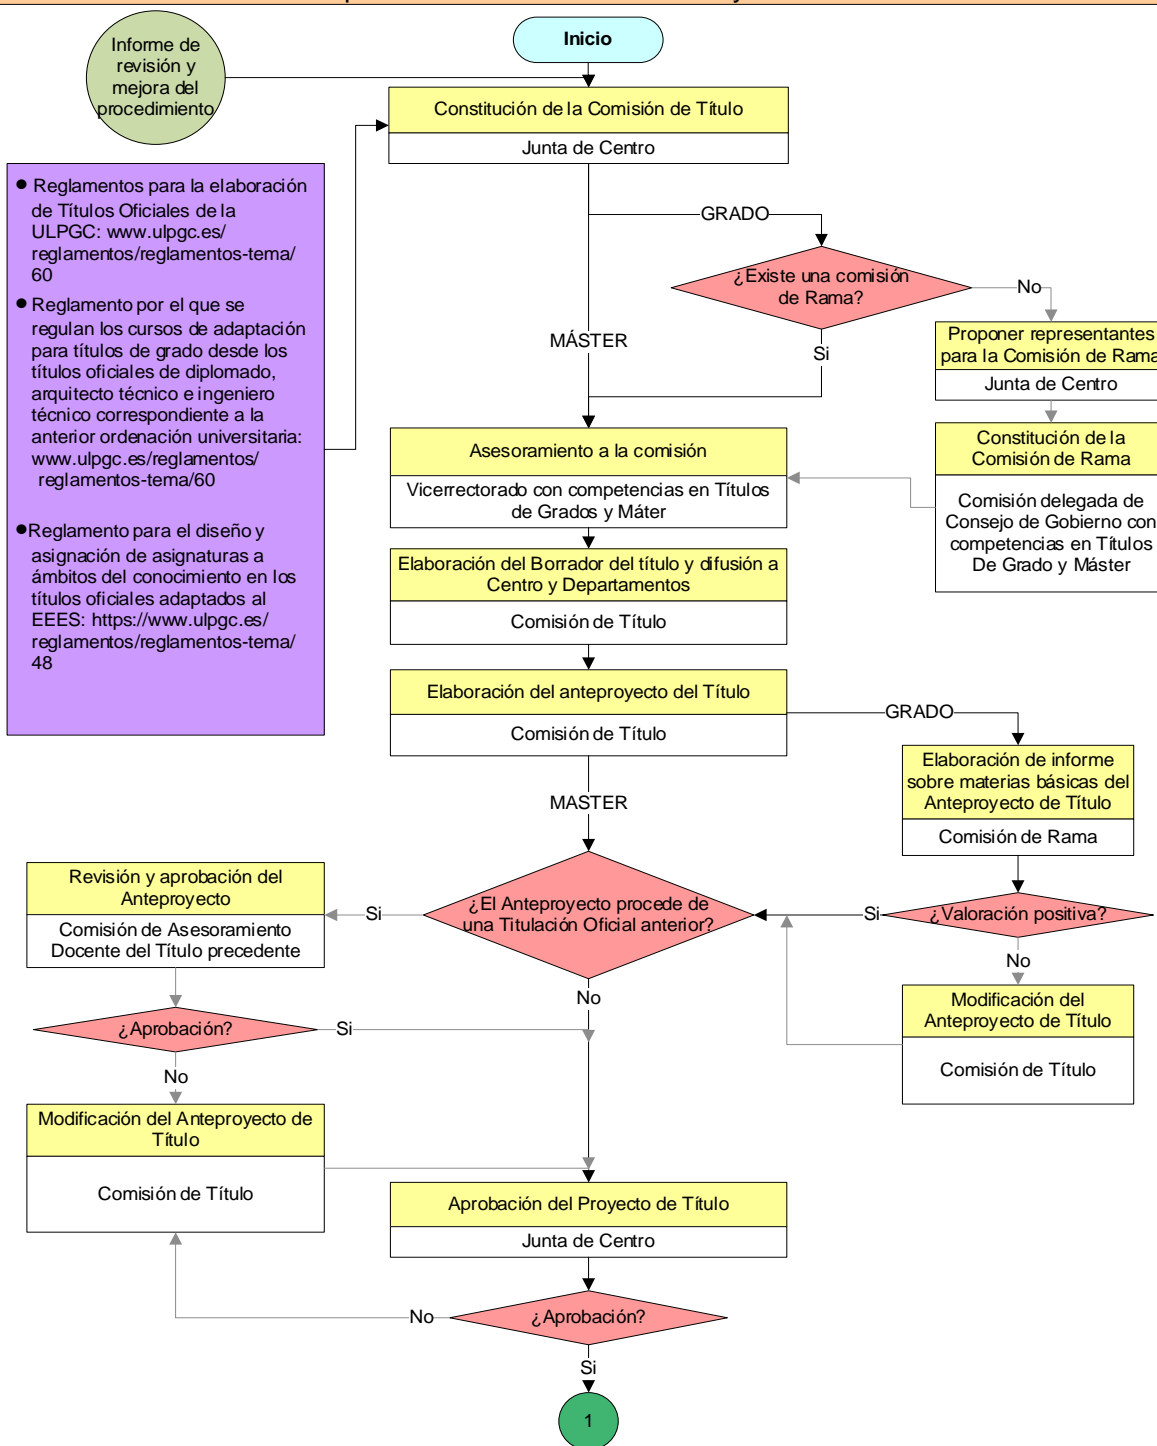 Inicio
Informe de
revisión y
mejora del
procedimiento
Constitución de la Comisión de Título
Junta de Centro
● Reglamentos para la elaboración
de Títulos Oficiales de la
ULPGC: www.ulpgc.es/
reglamentos/reglamentos-tema/
60
● Reglamento por el que se
regulan los cursos de adaptación
para títulos de grado desde los
títulos oficiales de diplomado,
arquitecto técnico e ingeniero
técnico correspondiente a la
anterior ordenación universitaria:
www.ulpgc.es/reglamentos/
reglamentos-tema/60
● Reglamento para el diseño y
asignación de asignaturas a
ámbitos del conocimiento en los
títulos oficiales adaptados al
EEES: https://www.ulpgc.es/
reglamentos/reglamentos-tema/
48
GRADO
¿Existe una comisión
de Rama?
No
Si
MÁSTER
Proponer representantes
para la Comisión de Rama
Junta de Centro
Constitución de la
Comisión de Rama
Comisión delegada de
Consejo de Gobierno con
competencias en Títulos
De Grado y Máster
Asesoramiento a la comisión
Vicerrectorado con competencias en Títulos
de Grados y Máter
Elaboración del Borrador del título y difusión a
Centro y Departamentos
Comisión de Título
Elaboración del anteproyecto del Título
Comisión de Título
GRADO
Elaboración de informe
sobre materias básicas del
Anteproyecto de Título
Comisión de Rama
MASTER
¿Valoración positiva?
Si
No
Modificación del
Anteproyecto de Título
Comisión de Título
¿El Anteproyecto procede de
una Titulación Oficial anterior?
Si
No
Revisión y aprobación del
Anteproyecto
Comisión de Asesoramiento
Docente del Título precedente
¿Aprobación?
Si
No
Modificación del Anteproyecto de
Título
Comisión de Título
Aprobación del Proyecto de Título
Junta de Centro
¿Aprobación?
No
Si
1